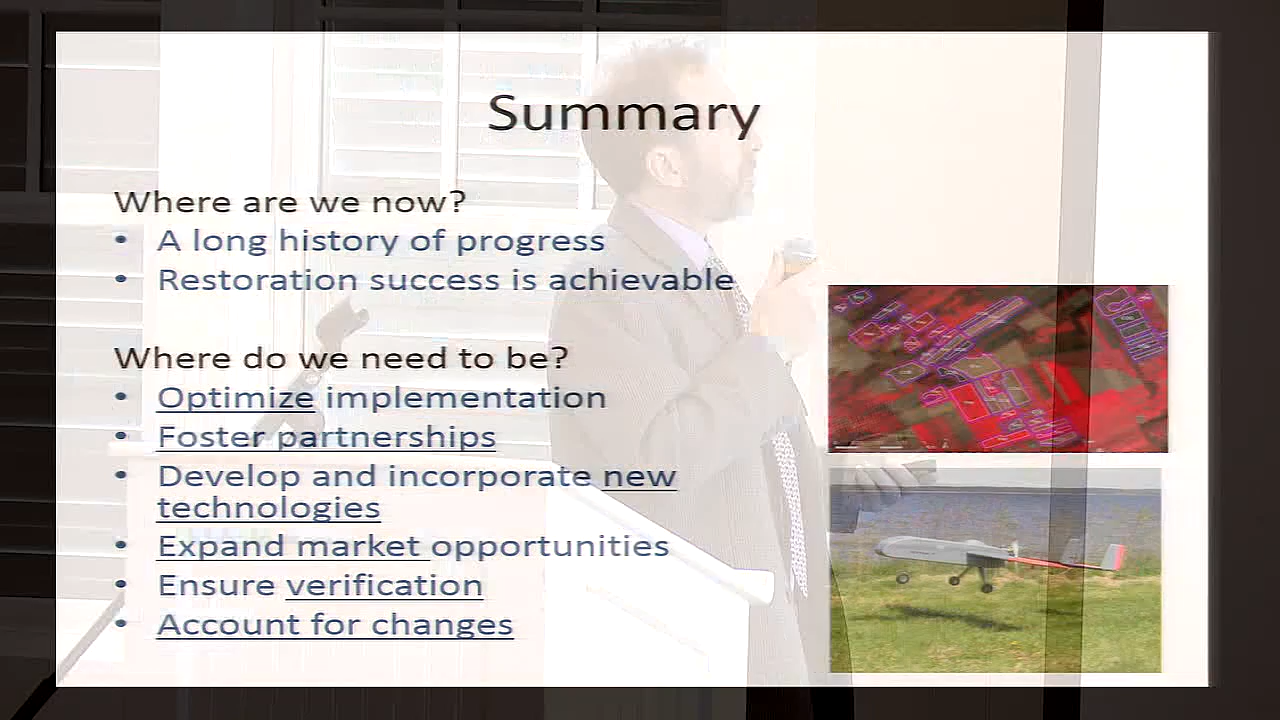 Summary
Where are we now?
• A long history of progress
• Restoration success is achievable
Where do we need to be?
• Optimize implementation
• Foster partnerships
• Develop and incorporate new
technologies
• Expand market opportunities
• Ensure verification
• Account for changes